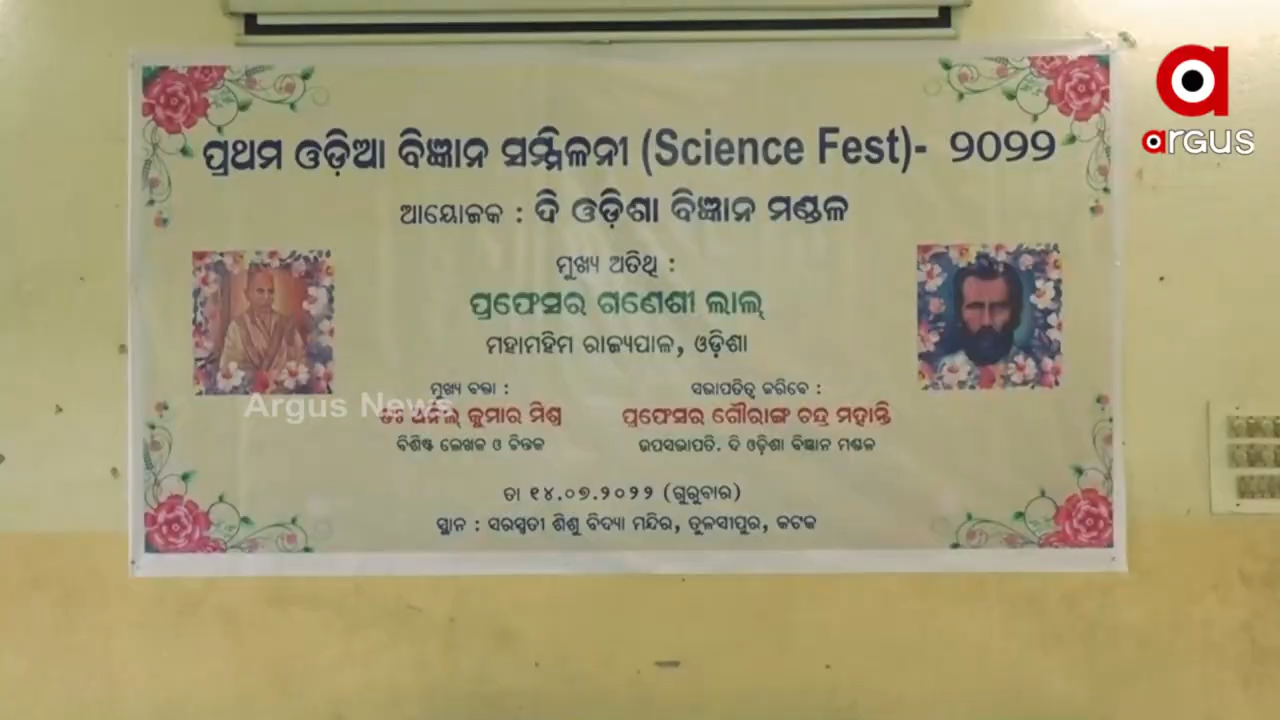 argus
ପ୍ରଥମ ଓଡ଼ିଆ ବିଜ୍ଞାନ ସମ୍ମିଳନୀ (Science Fest)- ୨୦୨୨
ଆୟୋଜକ : ଦି ଓଡ଼ିଶା ବିଜ୍ଞାନ ମଣ୍ଡଳ
ମୁଖ୍ୟ ଅତିଥି :
ପ୍ରଫେସର ଗଣେଶୀ ଲାଲ୍
ମହାମହିମ ରାଜ୍ୟପାଳ, ଓଡ଼ିଶା
ମୁଖ୍ୟ ବକ୍ତା :
ଡଃ ଅନିଲ୍ କୁମାର ମିଶ୍ର
ବିଶିଷ୍ଟ ଲେଖକ ଓ ଚିନ୍ତକ
ସଭାପତିତ୍ୱ କରିବେ :
ପ୍ରଫେସର ଗୌରାଙ୍ଗ ଚନ୍ଦ୍ର ମହାନ୍ତି
ଉପସଭାପତି. ଦି ଓଡ଼ିଶା ବିଜ୍ଞାନ ମଣ୍ଡଳ
Argus News
ତା ୧୪.୦୭.୨୦୨୨ (ଗୁରୁବାର)
ସ୍ଥାନ : ସରସ୍ୱତୀ ଶିଶୁ ବିଦ୍ୟା ମନ୍ଦିର, ତୁଳସୀପୁର, କଟକ